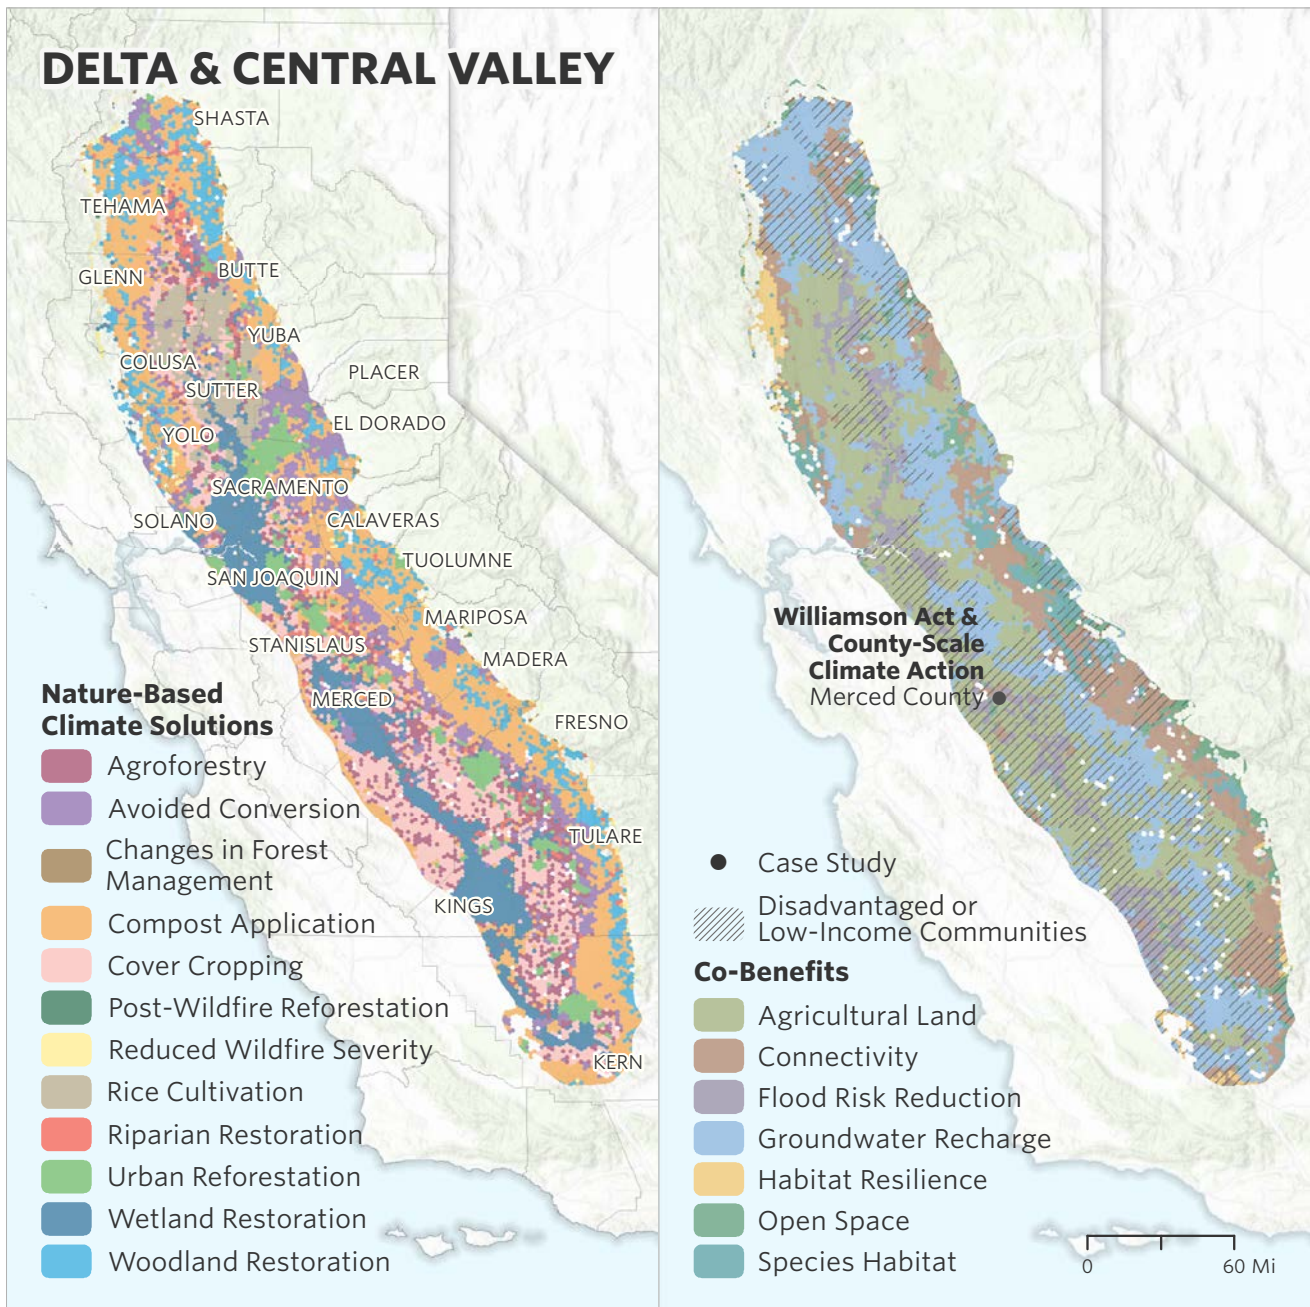 DELTA & CENTRAL VALLEY
SHASTA
TEHAMA
GLENN
BUTTE
YUBA
COLUSA
PLACER
SUTTER
EL DORADO
YOLO
SACRAMENTO
SOLANO
CALAVERAS
TUOLUMNE
SAN JOAQUIN
MARIPOSA
STANISLAUS
MADERA
MERCED
FRESNO
TULARE
KINGS
KERN
Nature-Based
Climate Solutions
Agroforestry
Avoided Conversion
Changes in Forest
Management
Compost Application
Cover Cropping
Post-Wildfire Reforestation
Reduced Wildfire Severity
Rice Cultivation
Riparian Restoration
Urban Reforestation
Wetland Restoration
Woodland Restoration
Williamson Act &
County-Scale
Climate Action
Merced County
Case Study
Disadvantaged or
Low-Income Communities
Co-Benefits
Agricultural Land
Connectivity
Flood Risk Reduction
Groundwater Recharge
Habitat Resilience
Open Space
Species Habitat
0 60 Mi